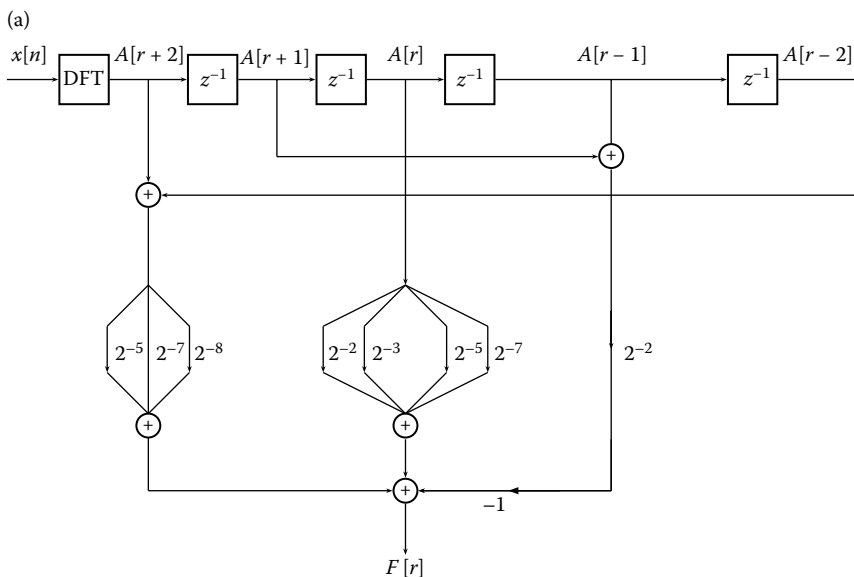 (a)
x[n] A[r + 2] A[r + 1] A[r] A[r − 1] A[r − 2]
DFT z⁻¹ z⁻¹ z⁻¹ z⁻¹
+
+
2⁻⁵ 2⁻⁷ 2⁻⁸ 2⁻² 2⁻³ 2⁻⁵ 2⁻⁷ 2⁻²
+ +
+ −1
F [r]